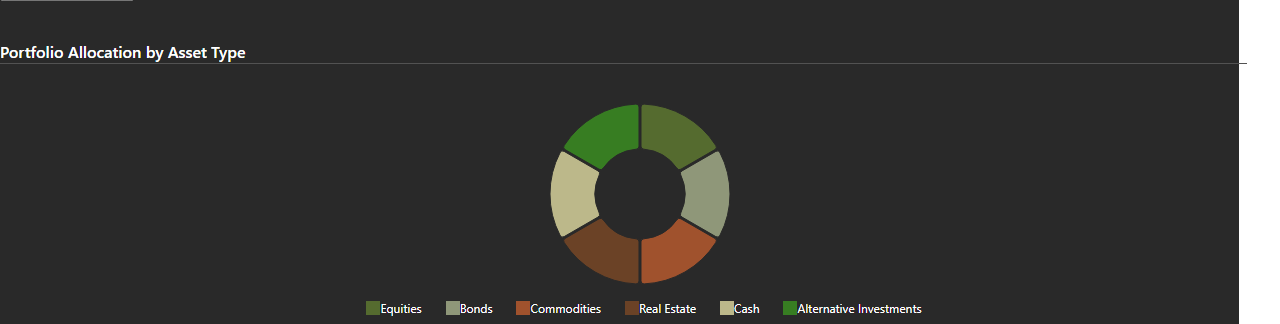 Portfolio Allocation by Asset Type
Equities Bonds Commodities Real Estate Cash Alternative Investments